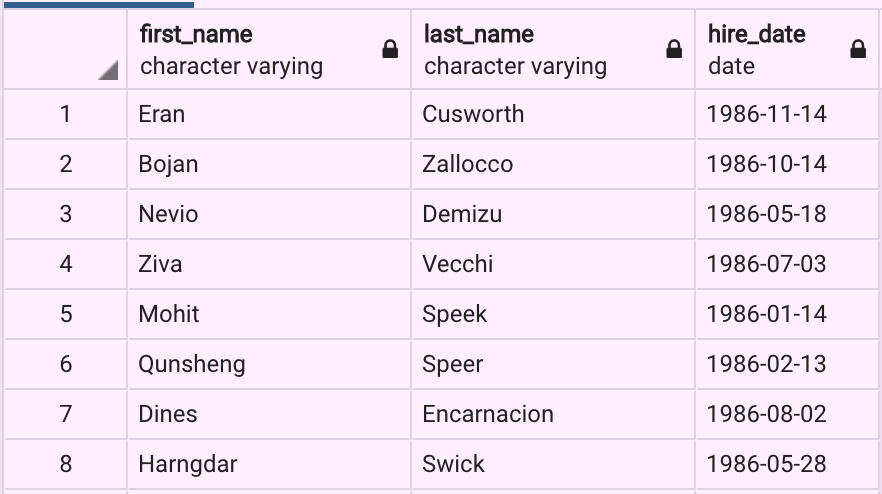 first_name last_name hire_date
character varying character varying date
1 Eran Cusworth 1986-11-14
2 Bojan Zallocco 1986-10-14
3 Nevio Demizu 1986-05-18
4 Ziva Vecchi 1986-07-03
5 Mohit Speek 1986-01-14
6 Qunsheng Speer 1986-02-13
7 Dines Encarnacion 1986-08-02
8 Harngdar Swick 1986-05-28